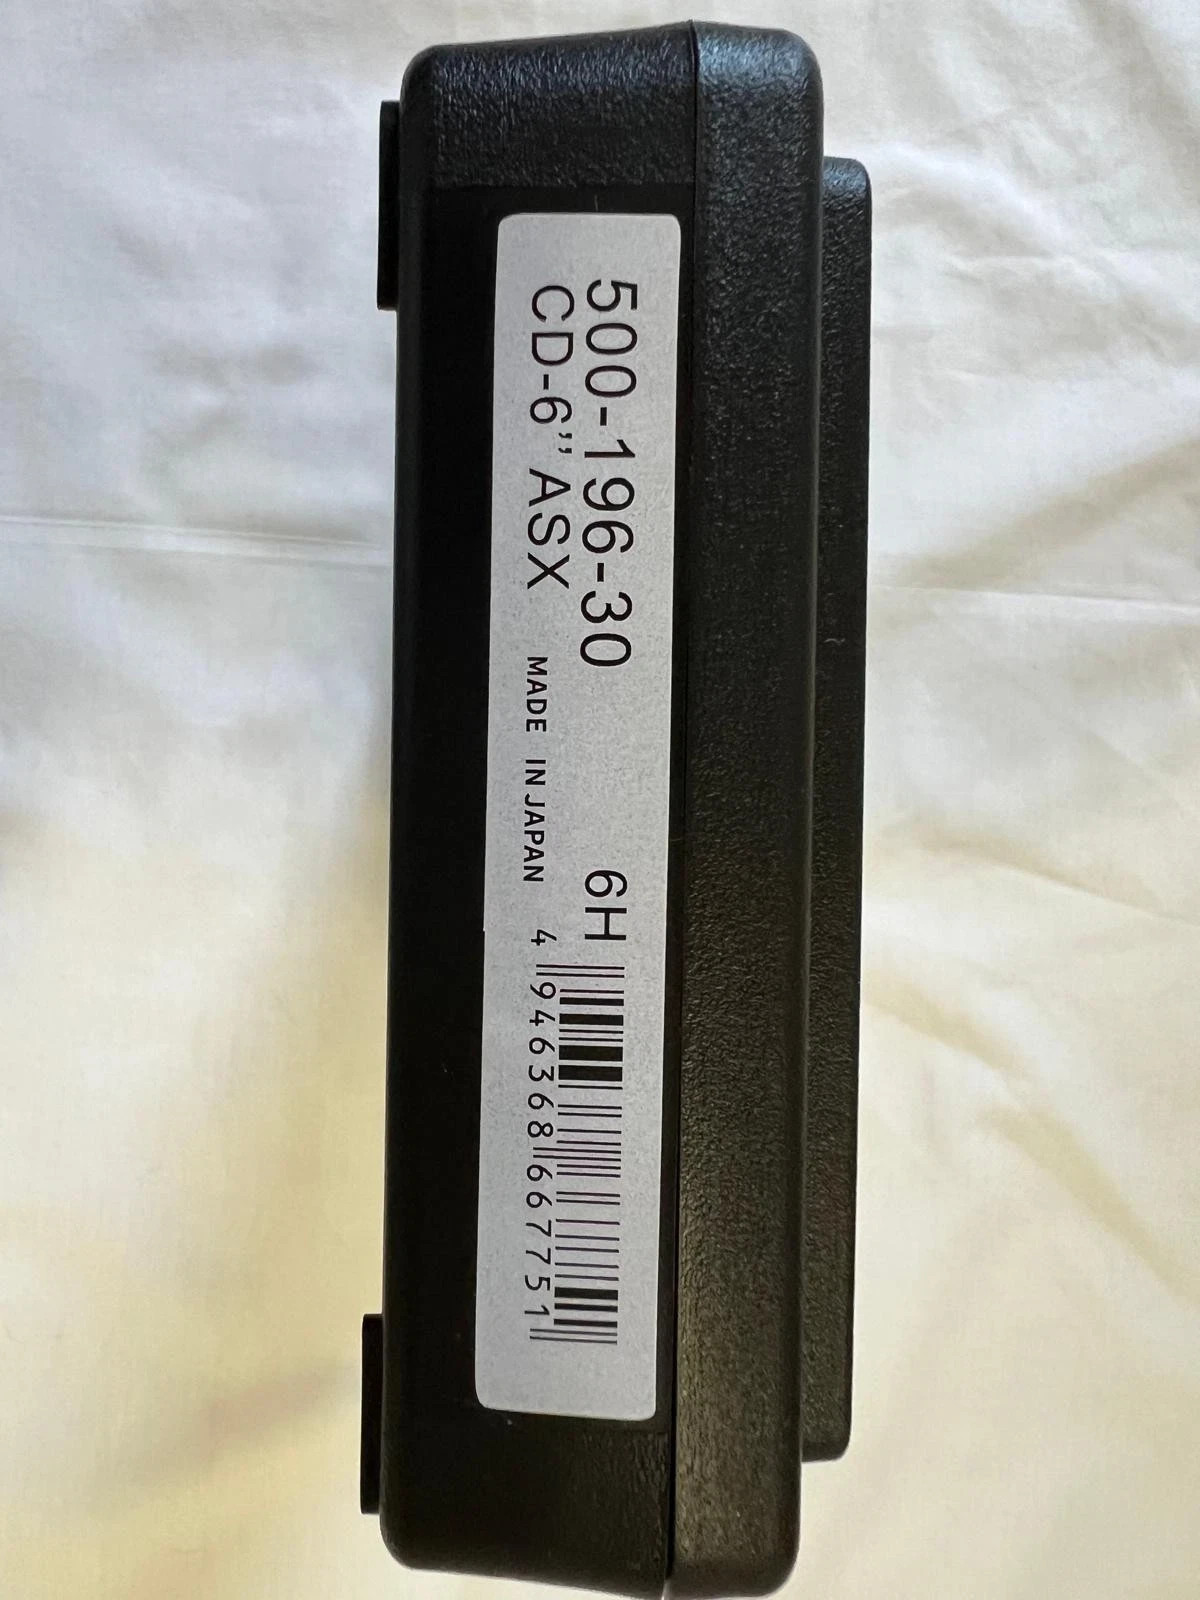 500-196-30 6H
CD-6" ASX MADE IN JAPAN
4 946368 667751